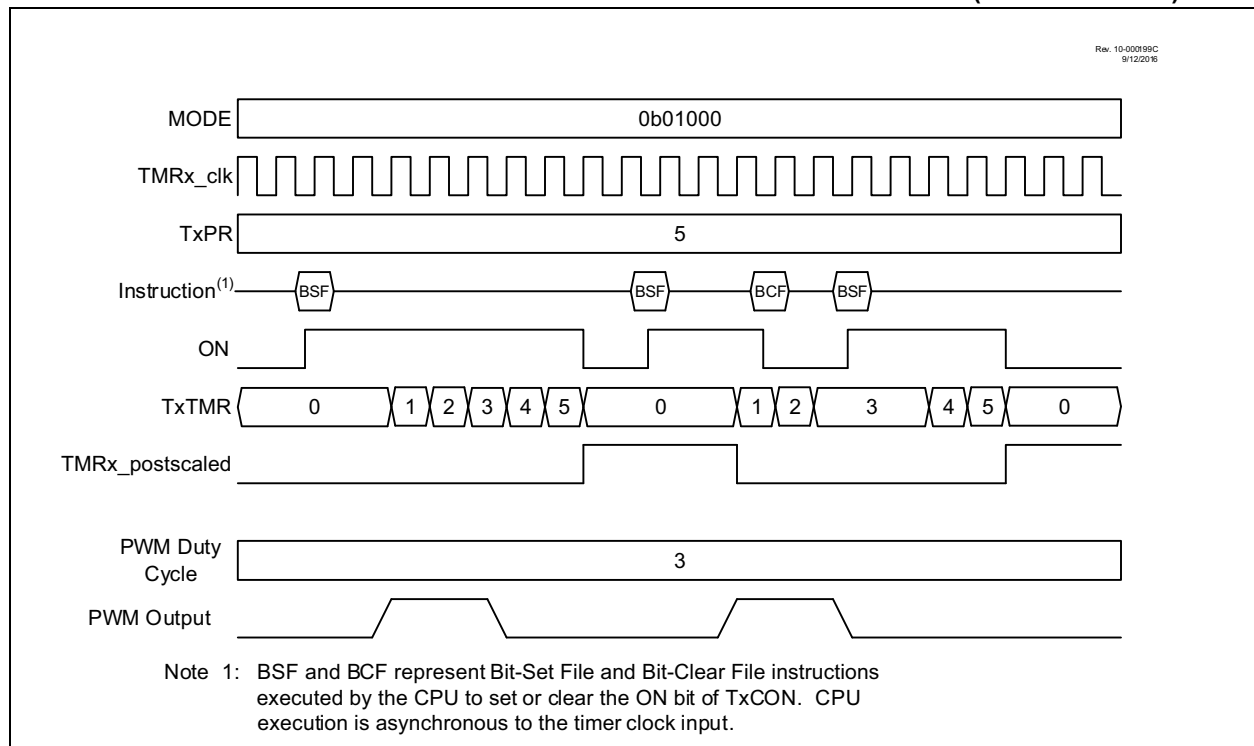 Rev. 10-000199C
9/12/2016
MODE 0b01000
TMRx_clk
TxPR 5
Instruction(1) BSF BSF BCF BSF
ON
TxTMR 0 1 2 3 4 5 0 1 2 3 4 5 0
TMRx_postscaled
PWM Duty
Cycle 3
PWM Output
Note 1: BSF and BCF represent Bit-Set File and Bit-Clear File instructions
executed by the CPU to set or clear the ON bit of TxCON. CPU
execution is asynchronous to the timer clock input.